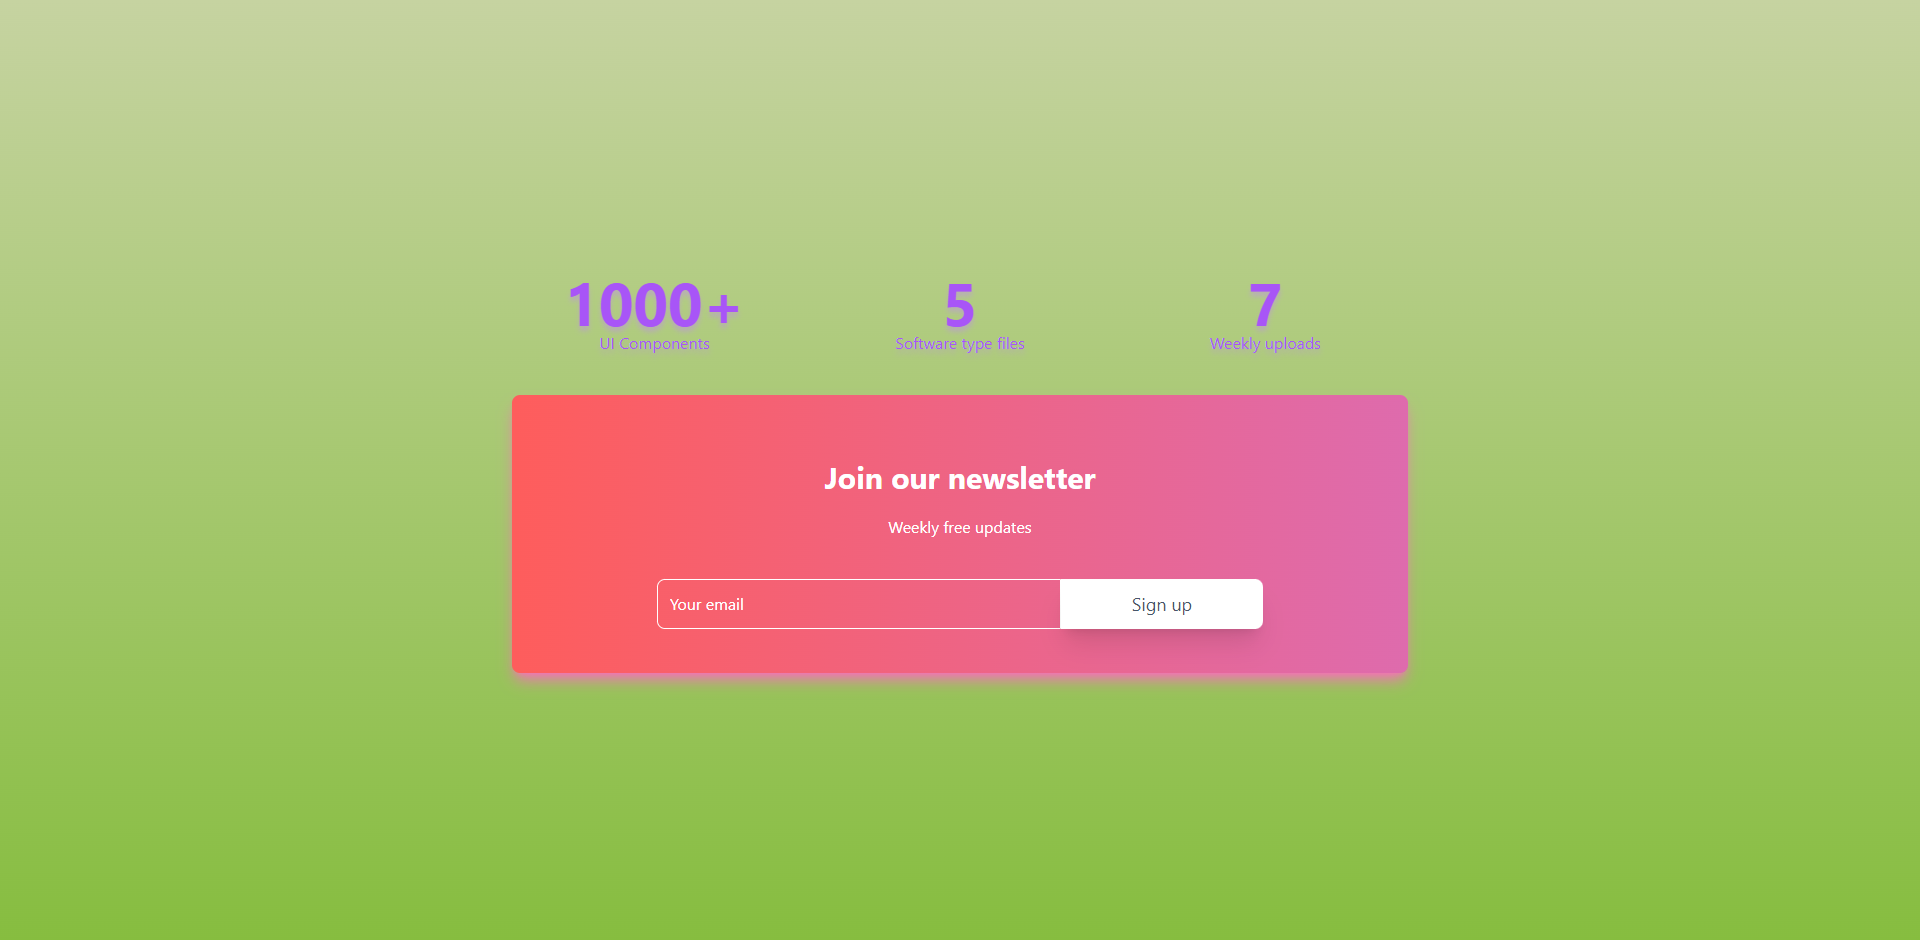 1000+ 5 7
UI Components Software type files Weekly uploads
Join our newsletter
Weekly free updates
Your email Sign up